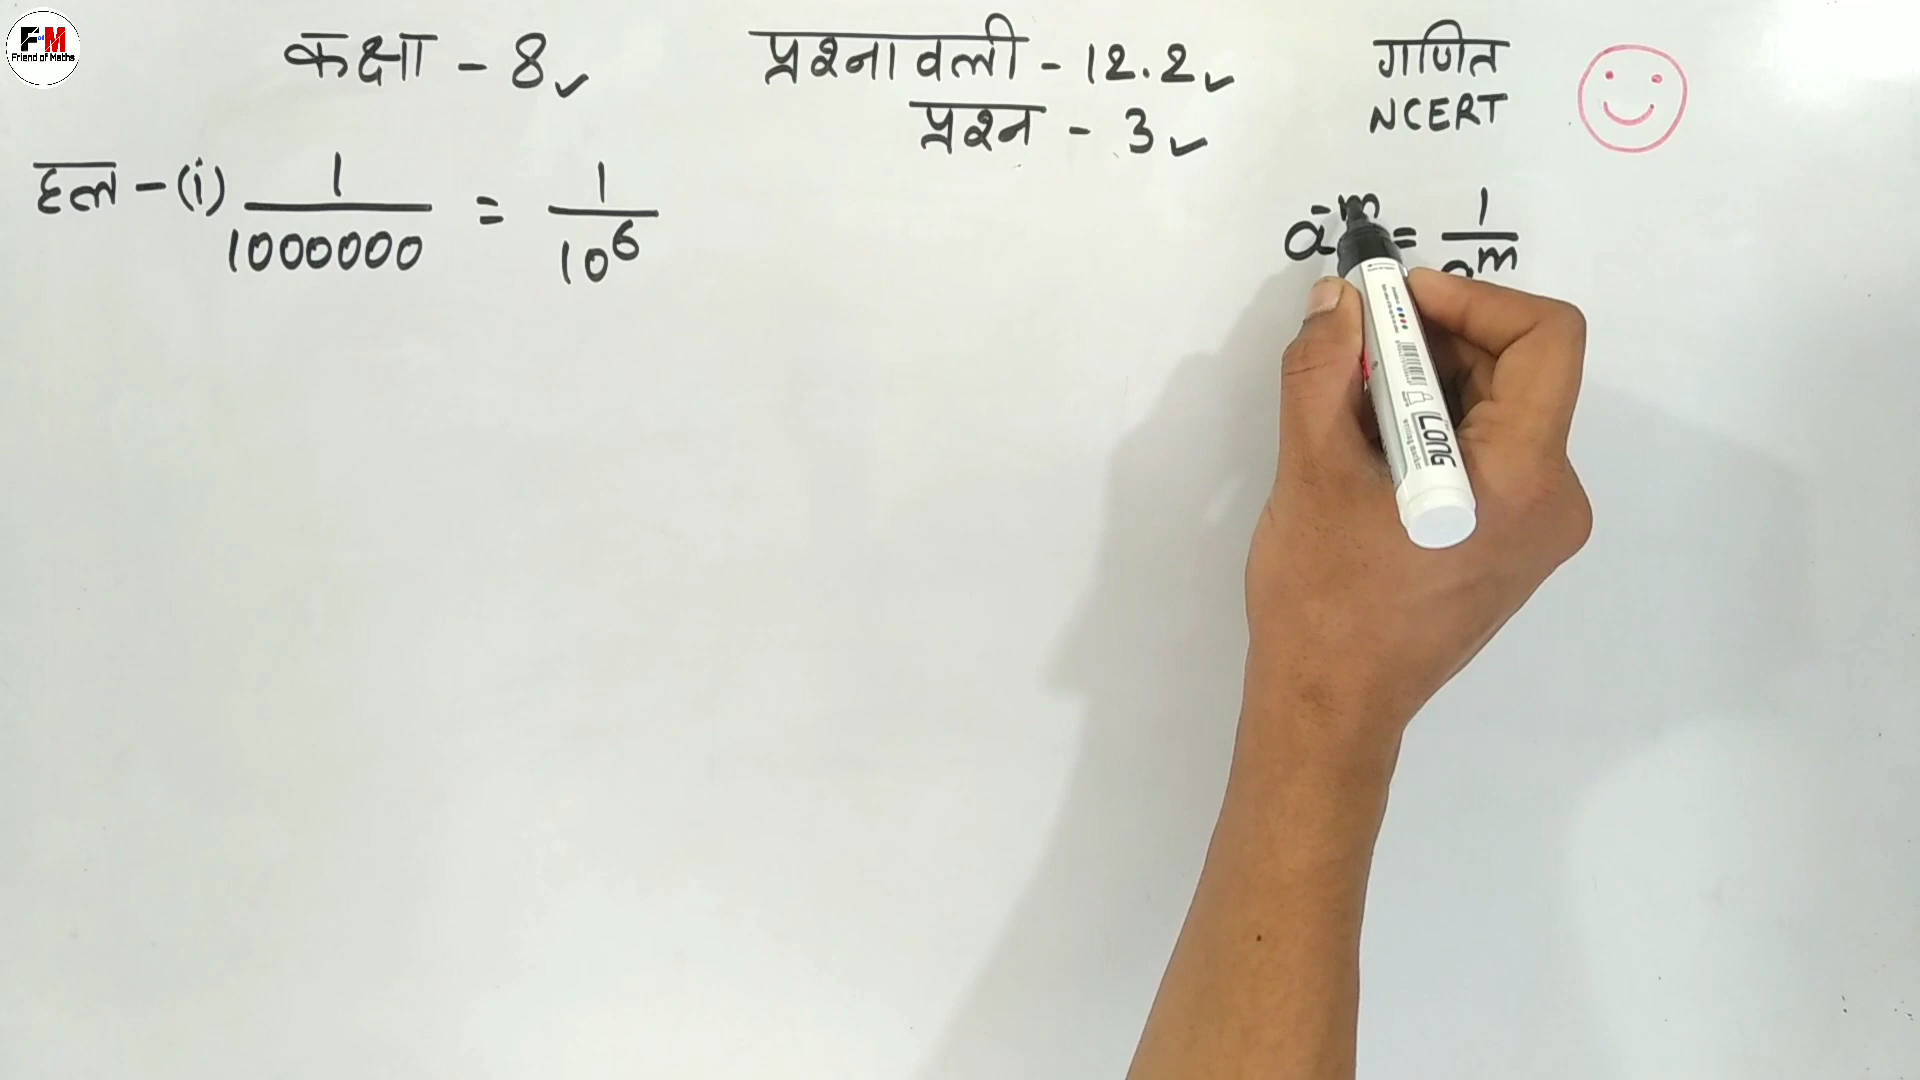 FofM
Friend of Maths
कक्षा - 8 ✓
प्रश्नावली - 12.2 ✓
प्रश्न - 3 ✓
गणित
NCERT
हल - (i) 1/1000000 = 1/10⁶
a⁻ᵐ = 1/aᵐ
LONG